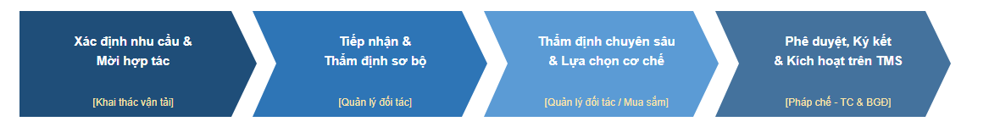 Xác định nhu cầu &
Mời hợp tác
[Khai thác vận tải]
Tiếp nhận &
Thẩm định sơ bộ
[Quản lý đối tác]
Thẩm định chuyên sâu
& Lựa chọn cơ chế
[Quản lý đối tác / Mua sắm]
Phê duyệt, Ký kết
& Kích hoạt trên TMS
[Pháp chế - TC & BGĐ]